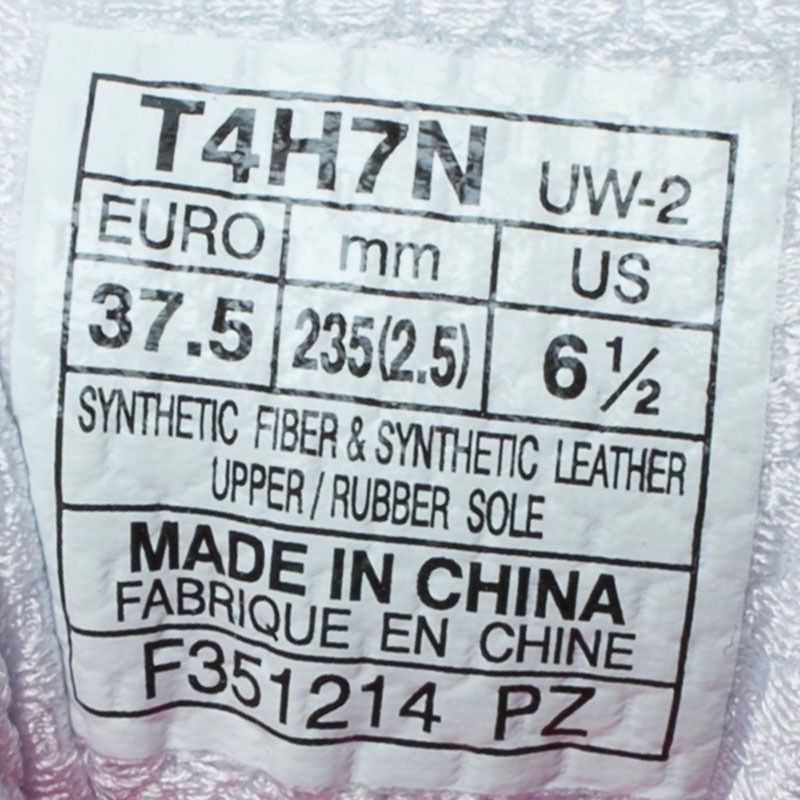 T4H7N UW-2
EURO mm US
37.5 235(2.5) 6 ½
SYNTHETIC FIBER & SYNTHETIC LEATHER
UPPER / RUBBER SOLE
MADE IN CHINA
FABRIQUE EN CHINE
F351214 PZ